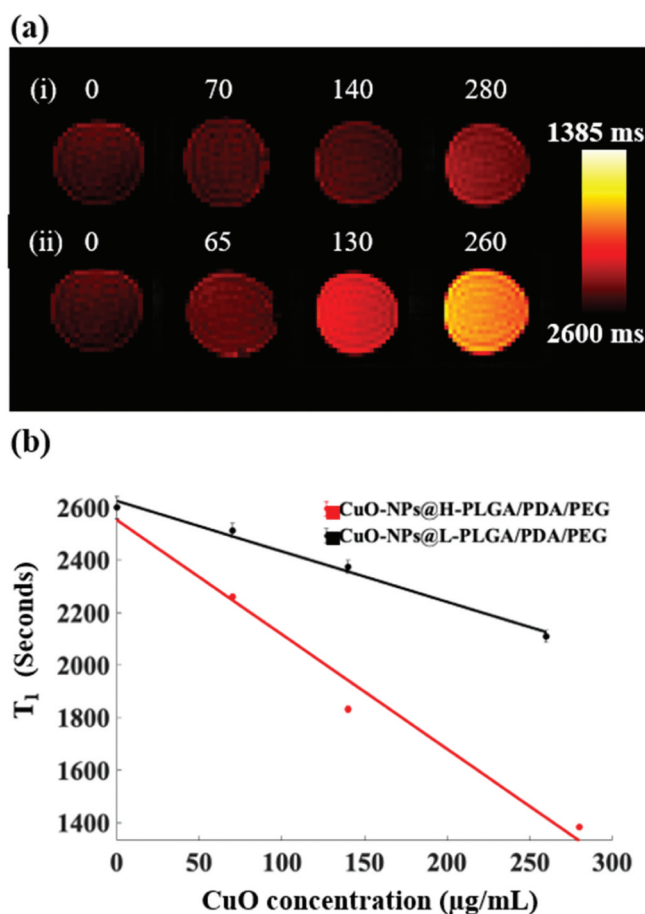 (a)
(i) 0 70 140 280
1385 ms
(ii) 0 65 130 260
2600 ms
(b)
2600
CuO-NPs@H-PLGA/PDA/PEG
CuO-NPs@L-PLGA/PDA/PEG
2400
2200
2000
1800
1600
1400
T1 (Seconds)
0 50 100 150 200 250 300
CuO concentration (µg/mL)